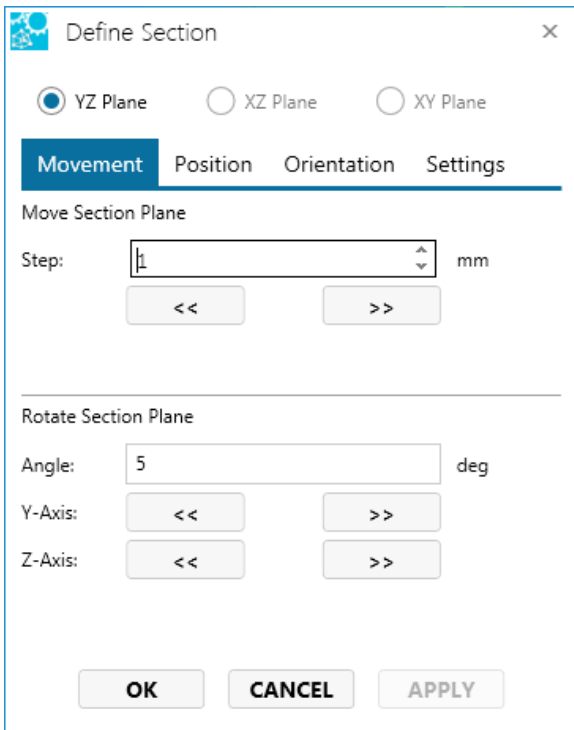 Define Section
YZ Plane XZ Plane XY Plane
Movement Position Orientation Settings
Move Section Plane
Step: 1 mm
<< >>
Rotate Section Plane
Angle: 5 deg
Y-Axis: << >>
Z-Axis: << >>
OK CANCEL APPLY